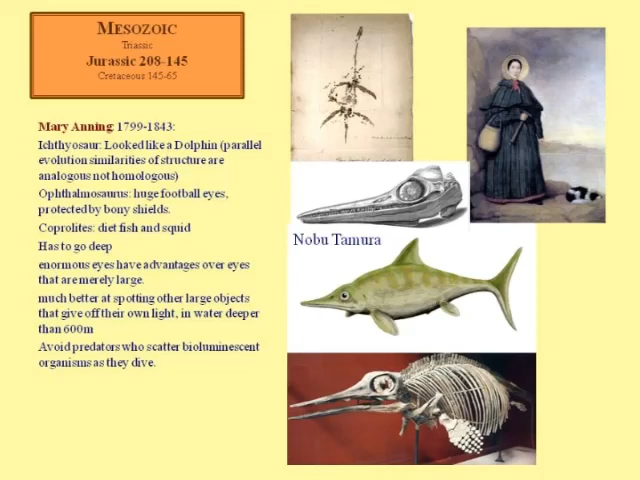 MESOZOIC
Triassic
Jurassic 208-145
Cretaceous 145-65
Mary Anning: 1799-1843:
Ichthyosaur: Looked like a Dolphin (parallel
evolution similarities of structure are
analogous not homologous)
Ophthalmosaurus: huge football eyes,
protected by bony shields.
Coprolites: diet fish and squid
Has to go deep
enormous eyes have advantages over eyes
that are merely large.
much better at spotting other large objects
that give off their own light, in water deeper
than 600m
Avoid predators who scatter bioluminescent
organisms as they dive.
Nobu Tamura